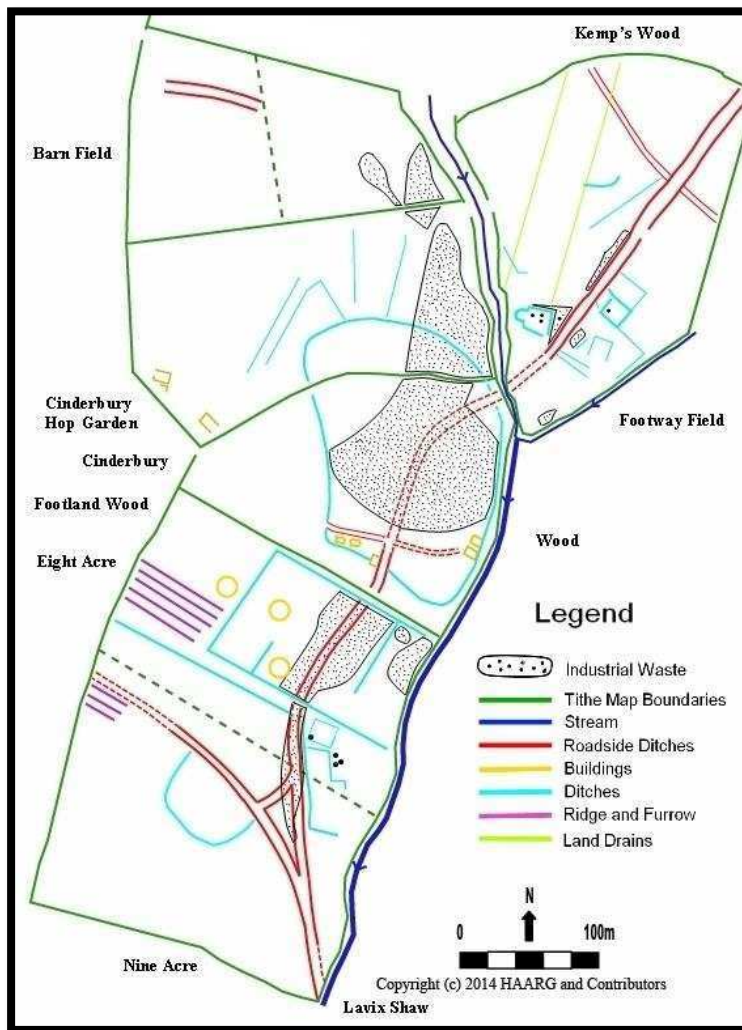 Kemp's Wood
Barn Field
Cinderbury
Hop Garden
Footway Field
Cinderbury
Footland Wood
Wood
Eight Acre
Legend
Industrial Waste
Tithe Map Boundaries
Stream
Roadside Ditches
Buildings
Ditches
Ridge and Furrow
Land Drains
N
0 100m
Nine Acre
Copyright (c) 2014 HAARG and Contributors
Lavix Shaw